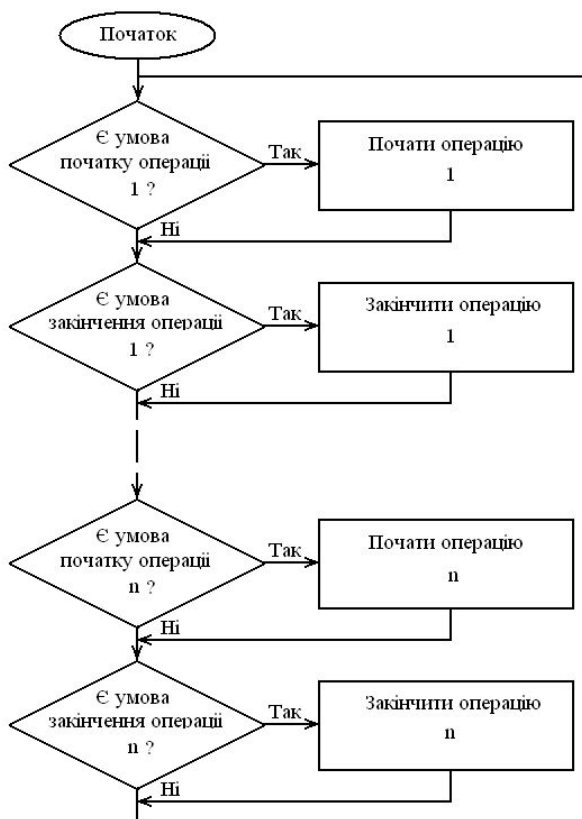 Початок
Є умова
початку операції
1 ?
Так
Почати операцію
1
Ні
Є умова
закінчення операції
1 ?
Так
Закінчити операцію
1
Ні
Є умова
початку операції
n ?
Так
Почати операцію
n
Ні
Є умова
закінчення операції
n ?
Так
Закінчити операцію
n
Ні